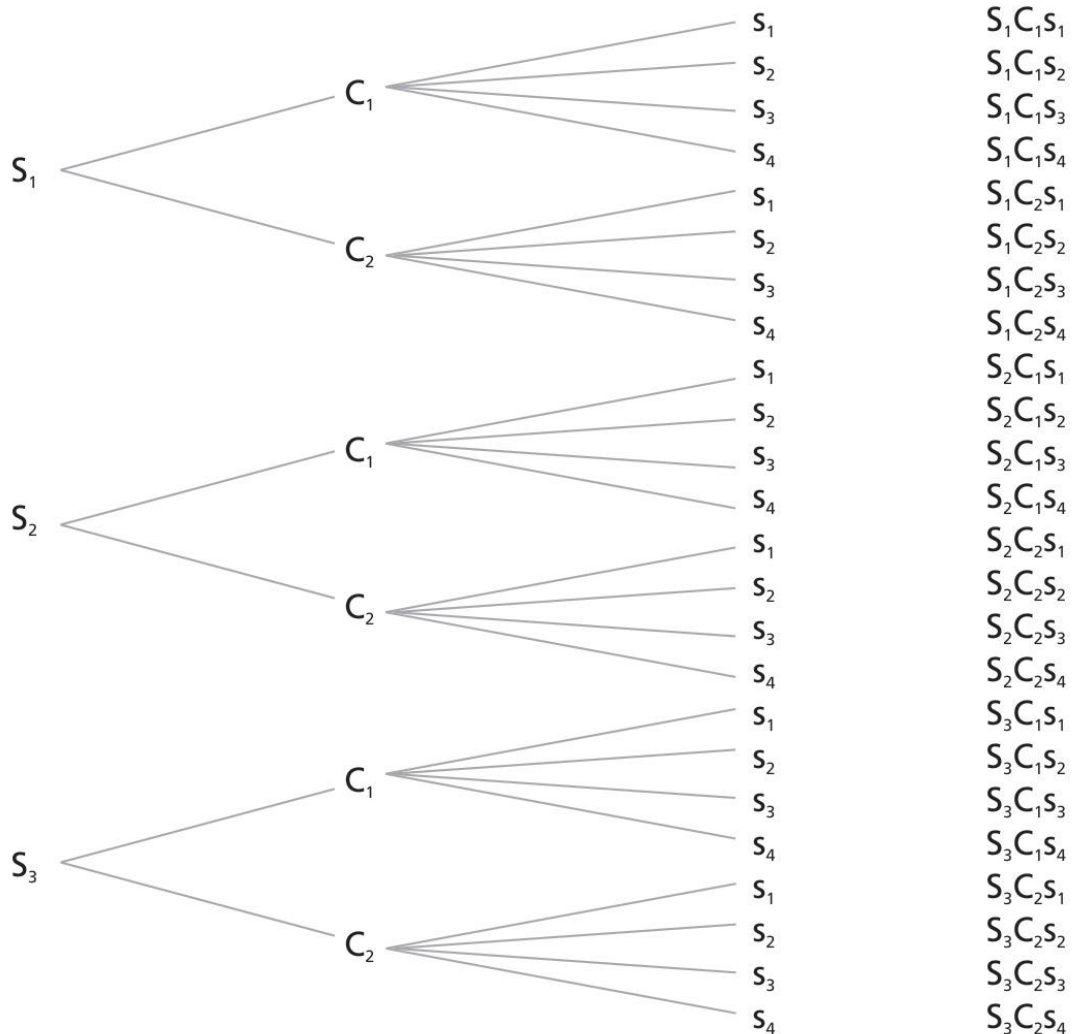 s₁ S₁C₁s₁
C₁ s₂ S₁C₁s₂
s₃ S₁C₁s₃
S₁ s₄ S₁C₁s₄
s₁ S₁C₂s₁
C₂ s₂ S₁C₂s₂
s₃ S₁C₂s₃
s₄ S₁C₂s₄
s₁ S₂C₁s₁
C₁ s₂ S₂C₁s₂
s₃ S₂C₁s₃
S₂ s₄ S₂C₁s₄
s₁ S₂C₂s₁
C₂ s₂ S₂C₂s₂
s₃ S₂C₂s₃
s₄ S₂C₂s₄
s₁ S₃C₁s₁
C₁ s₂ S₃C₁s₂
s₃ S₃C₁s₃
S₃ s₄ S₃C₁s₄
s₁ S₃C₂s₁
C₂ s₂ S₃C₂s₂
s₃ S₃C₂s₃
s₄ S₃C₂s₄